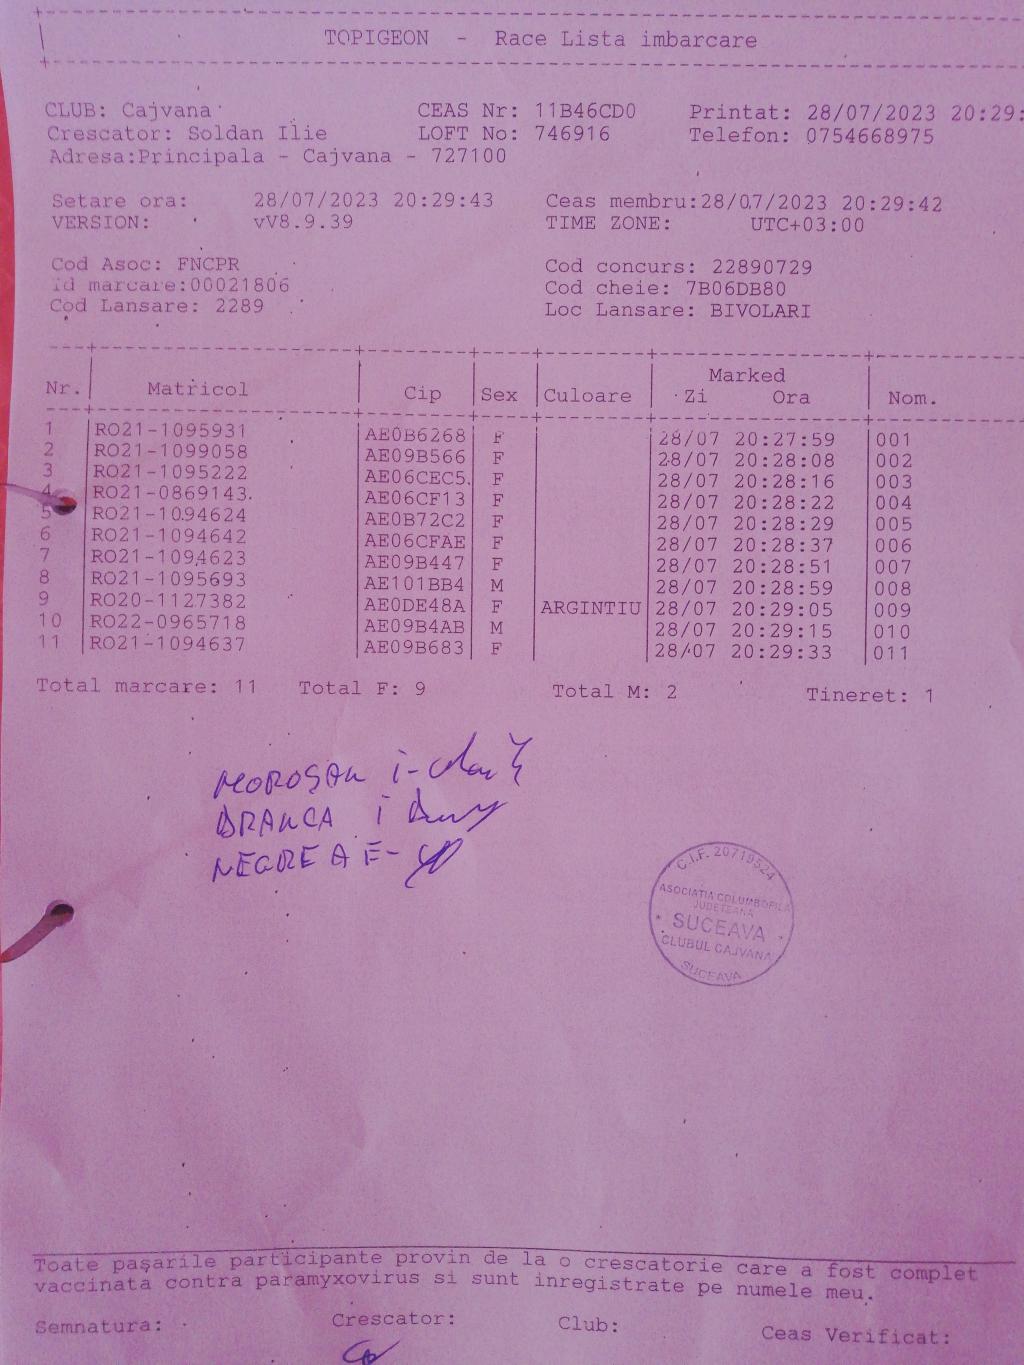 TOPIGEON - Race Lista imbarcare
CLUB: Cajvana CEAS Nr: 11B46CD0 Printat: 28/07/2023 20:29:
Crescator: Soldan Ilie LOFT No: 746916 Telefon: 0754668975
Adresa:Principala - Cajvana - 727100
Setare ora: 28/07/2023 20:29:43 Ceas membru:28/07/2023 20:29:42
VERSION: vV8.9.39 TIME ZONE: UTC+03:00
Cod Asoc: FNCPR Cod concurs: 22890729
Id marcare:00021806 Cod cheie: 7B06DB80
Cod Lansare: 2289 Loc Lansare: BIVOLARI
Marked
Nr. Matricol Cip Sex Culoare Zi Ora Nom.
1 RO21-1095931 AE0B6268 F 28/07 20:27:59 001
2 RO21-1099058 AE09B566 F 28/07 20:28:08 002
3 RO21-1095222 AE06CEC5 F 28/07 20:28:16 003
4 RO21-0869143 AE06CF13 F 28/07 20:28:22 004
5 RO21-1094624 AE0B72C2 F 28/07 20:28:29 005
6 RO21-1094642 AE06CFAE F 28/07 20:28:37 006
7 RO21-1094623 AE09B447 F 28/07 20:28:51 007
8 RO21-1095693 AE101BB4 M 28/07 20:28:59 008
9 RO20-1127382 AE0DE48A F ARGINTIU 28/07 20:29:05 009
10 RO22-0965718 AE09B4AB M 28/07 20:29:15 010
11 RO21-1094637 AE09B683 F 28/07 20:29:33 011
Total marcare: 11 Total F: 9 Total M: 2 Tineret: 1
MOROȘAN i-
BRANCA i
NEGREA E-
C.I.F. 20719524
ASOCIATIA COLUMBOFILA
JUDETEANA
SUCEAVA
CLUBUL CAJVANA
SUCEAVA
Toate paşarile participante provin de la o crescatorie care a fost complet
vaccinata contra paramyxovirus si sunt inregistrate pe numele meu.
Semnatura: Crescator: Club: Ceas Verificat: